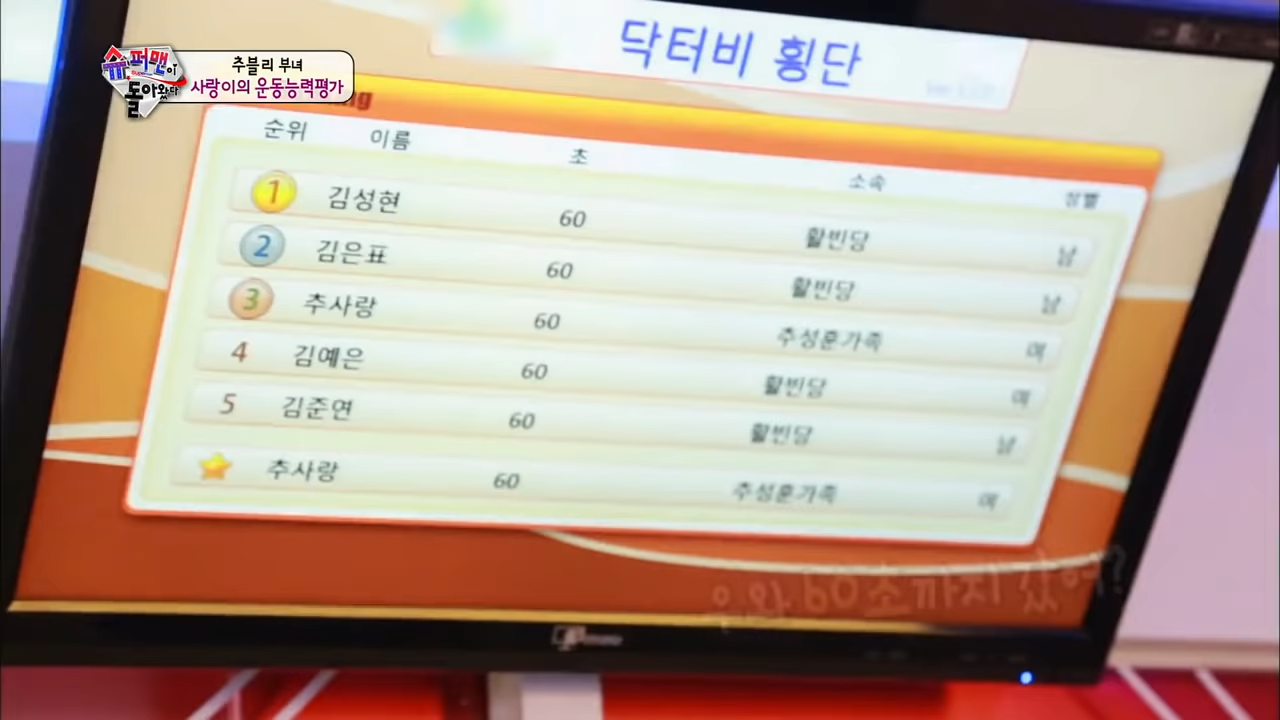 슈퍼맨이 돌아왔다
추블리 부녀
사랑이의 운동능력평가
닥터비 횡단
순위 이름 초 소속 성별
1 김성현 60 활빈당 남
2 김은표 60 활빈당 남
3 추사랑 60 추성훈가족 여
4 김예은 60 활빈당 여
5 김준연 60 활빈당 남
추사랑 60 추성훈가족 여
우와 60초까지 갔어?